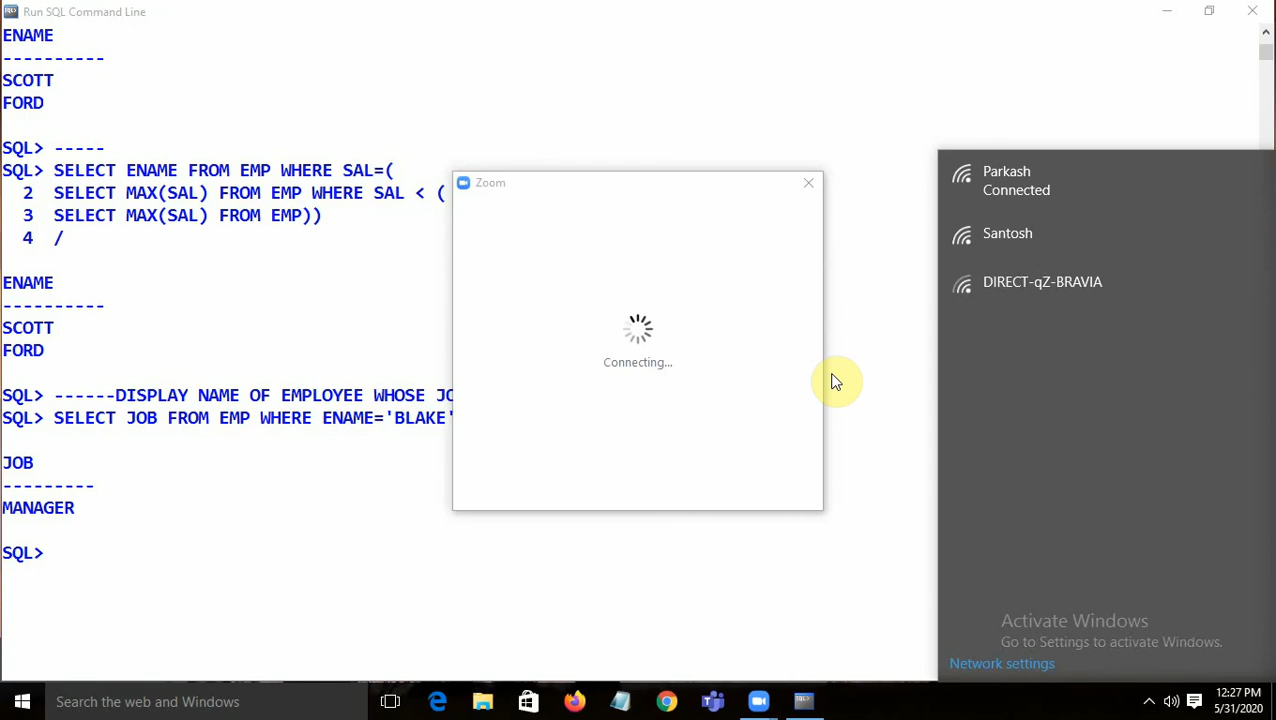 Run SQL Command Line
ENAME
----------
SCOTT
FORD
SQL> -----
SQL> SELECT ENAME FROM EMP WHERE SAL=(
2 SELECT MAX(SAL) FROM EMP WHERE SAL < (
3 SELECT MAX(SAL) FROM EMP))
4 /
ENAME
----------
SCOTT
FORD
SQL> ------DISPLAY NAME OF EMPLOYEE WHOSE JO
SQL> SELECT JOB FROM EMP WHERE ENAME='BLAKE'
JOB
---------
MANAGER
SQL>
Zoom
Connecting...
Parkash
Connected
Santosh
DIRECT-qZ-BRAVIA
Activate Windows
Go to Settings to activate Windows.
Network settings
Search the web and Windows
12:27 PM
5/31/2020